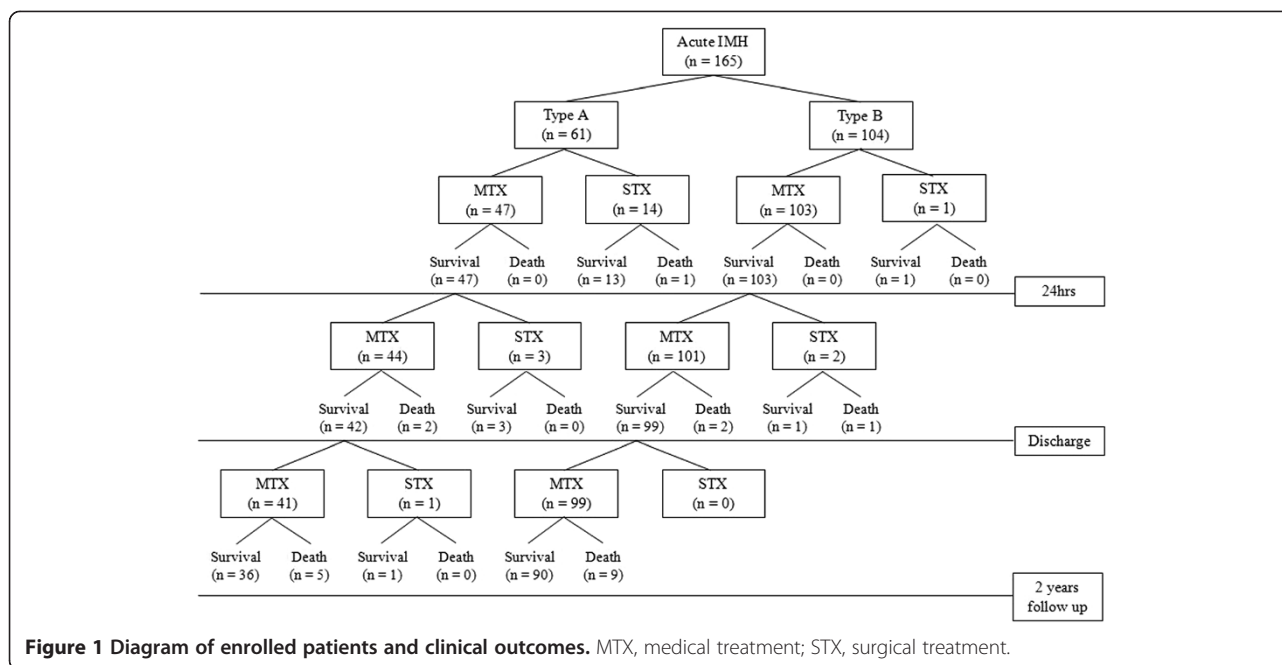 Acute IMH
(n = 165)
Type A
(n = 61)
Type B
(n = 104)
MTX
(n = 47)
STX
(n = 14)
MTX
(n = 103)
STX
(n = 1)
Survival
(n = 47)
Death
(n = 0)
Survival
(n = 13)
Death
(n = 1)
Survival
(n = 103)
Death
(n = 0)
Survival
(n = 1)
Death
(n = 0)
24hrs
MTX
(n = 44)
STX
(n = 3)
MTX
(n = 101)
STX
(n = 2)
Survival
(n = 42)
Death
(n = 2)
Survival
(n = 3)
Death
(n = 0)
Survival
(n = 99)
Death
(n = 2)
Survival
(n = 1)
Death
(n = 1)
Discharge
MTX
(n = 41)
STX
(n = 1)
MTX
(n = 99)
STX
(n = 0)
Survival
(n = 36)
Death
(n = 5)
Survival
(n = 1)
Death
(n = 0)
Survival
(n = 90)
Death
(n = 9)
2 years
follow up
Figure 1 Diagram of enrolled patients and clinical outcomes. MTX, medical treatment; STX, surgical treatment.